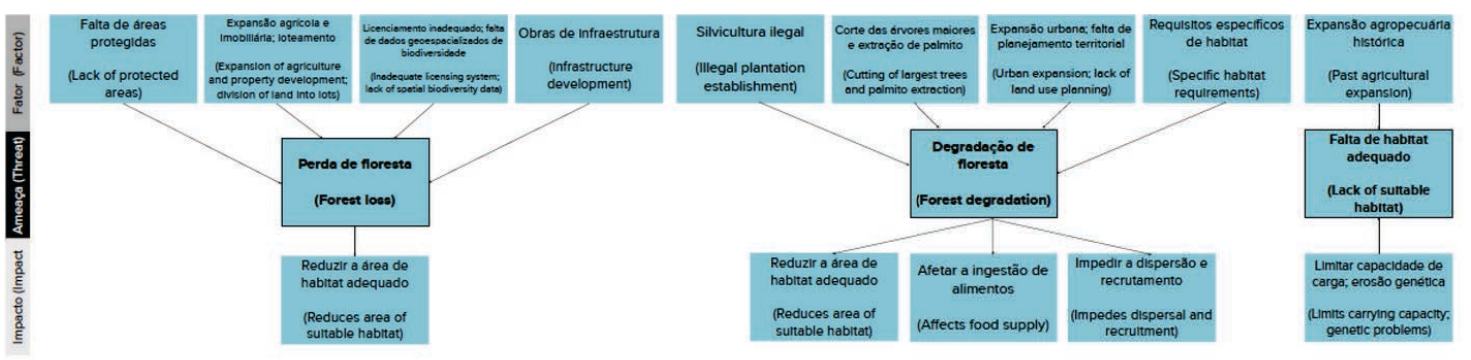 Fator (Factor)
Falta de áreas
protegidas
(Lack of protected
areas)
Expansão agrícola e
imobiliária; loteamento
(Expansion of agriculture
and property development;
division of land into lots)
Licenciamento inadequado; falta
de dados geoespacializados de
biodiversidade
(Inadequate licensing system;
lack of spatial biodiversity data)
Obras de infraestrutura
(Infrastructure
development)
Silvicultura ilegal
(Illegal plantation
establishment)
Corte das árvores maiores
e extração de palmito
(Cutting of largest trees
and palmito extraction)
Expansão urbana; falta de
planejamento territorial
(Urban expansion; lack of
land use planning)
Requisitos específicos
de habitat
(Specific habitat
requirements)
Expansão agropecuária
histórica
(Past agricultural
expansion)
Ameaça (Threat)
Perda de floresta
(Forest loss)
Degradação de
floresta
(Forest degradation)
Falta de habitat
adequado
(Lack of suitable
habitat)
Impacto (Impact
Reduzir a área de
habitat adequado
(Reduces area of
suitable habitat)
Reduzir a área de
habitat adequado
(Reduces area of
suitable habitat)
Afetar a ingestão de
alimentos
(Affects food supply)
Impedir a dispersão e
recrutamento
(Impedes dispersal and
recruitment)
Limitar capacidade de
carga; erosão genética
(Limits carrying capacity;
genetic problems)